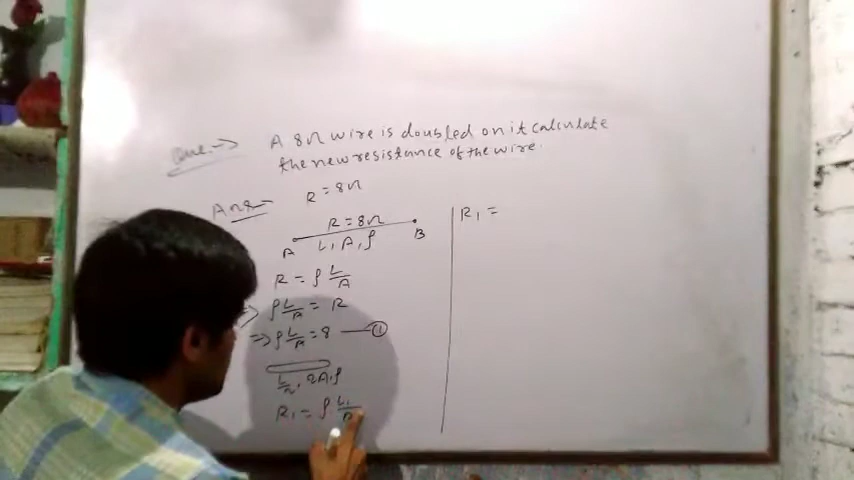 Que →
A 8Ω wire is doubled on it calculate
the new resistance of the wire.
Ans
R = 8Ω
R = 8Ω
A L, A, ρ B
R = ρ L/A
=> ρ L/A = R
=> ρ L/A = 8 — (1)
L/2, 2A, ρ
R₁ = ρ L₁/A
R₁ =